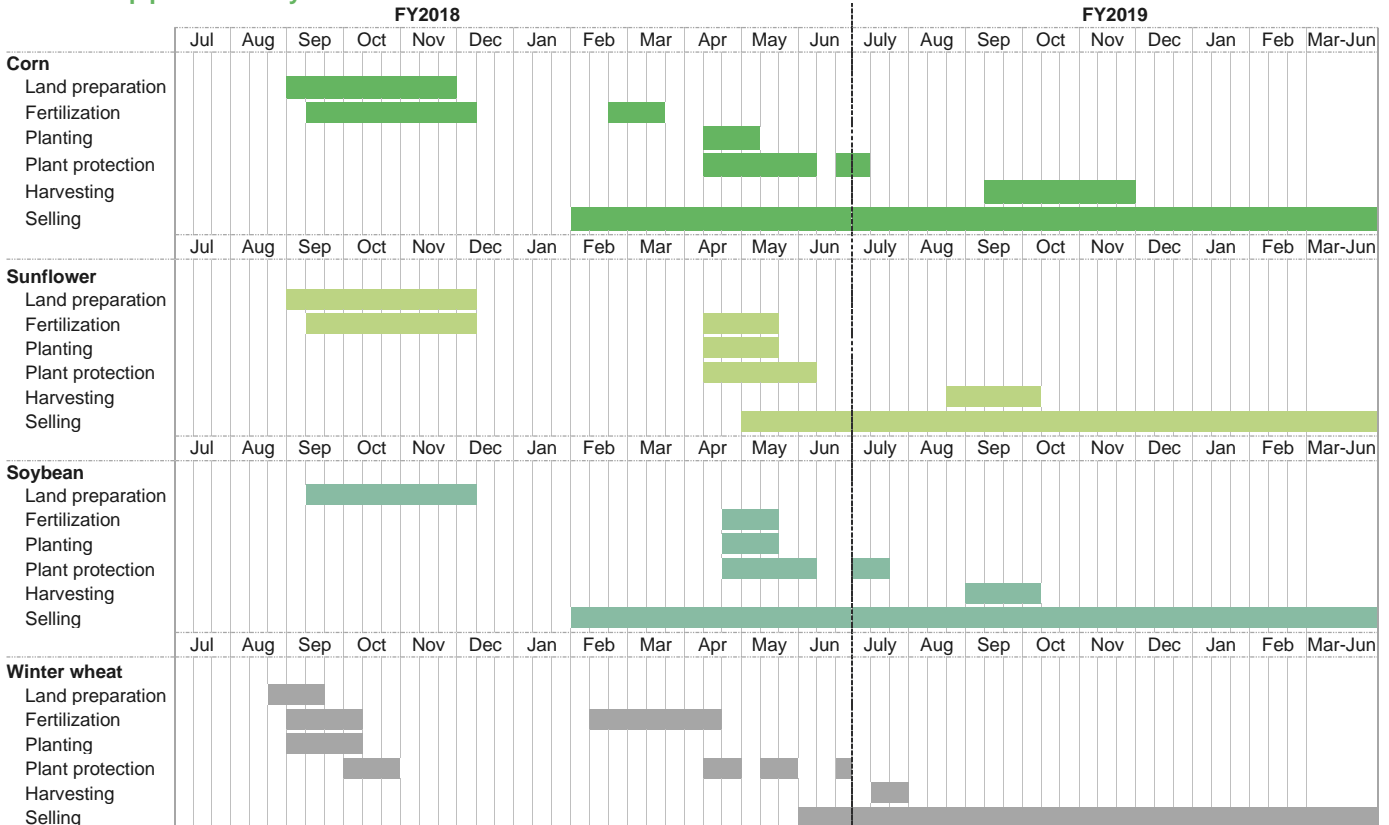 FY2018 FY2019
Jul Aug Sep Oct Nov Dec Jan Feb Mar Apr May Jun July Aug Sep Oct Nov Dec Jan Feb Mar-Jun
Corn
Land preparation
Fertilization
Planting
Plant protection
Harvesting
Selling
Jul Aug Sep Oct Nov Dec Jan Feb Mar Apr May Jun July Aug Sep Oct Nov Dec Jan Feb Mar-Jun
Sunflower
Land preparation
Fertilization
Planting
Plant protection
Harvesting
Selling
Jul Aug Sep Oct Nov Dec Jan Feb Mar Apr May Jun July Aug Sep Oct Nov Dec Jan Feb Mar-Jun
Soybean
Land preparation
Fertilization
Planting
Plant protection
Harvesting
Selling
Jul Aug Sep Oct Nov Dec Jan Feb Mar Apr May Jun July Aug Sep Oct Nov Dec Jan Feb Mar-Jun
Winter wheat
Land preparation
Fertilization
Planting
Plant protection
Harvesting
Selling